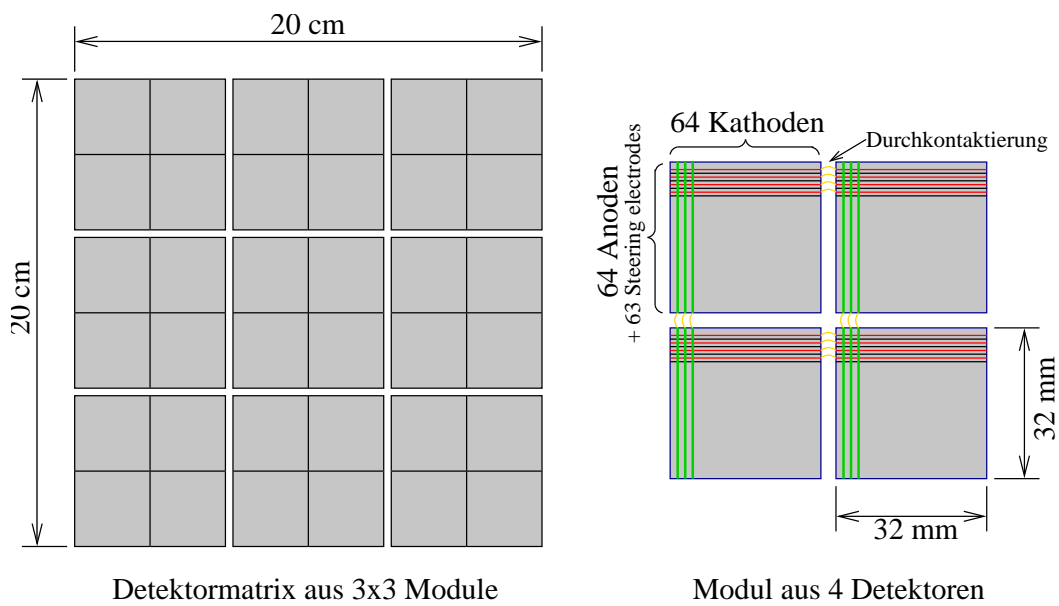 20 cm
20 cm
64 Kathoden
Durchkontaktierung
64 Anoden
+ 63 Steering electrodes
32 mm
32 mm
Detektormatrix aus 3x3 Module
Modul aus 4 Detektoren